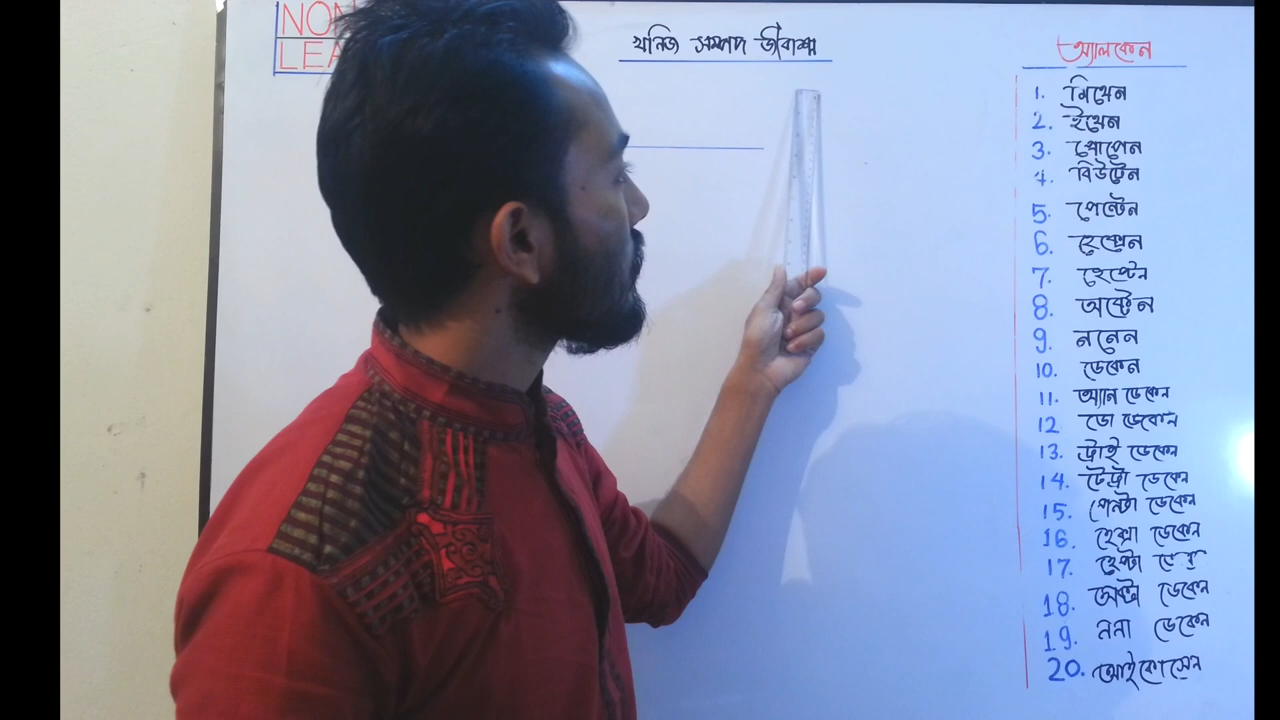 NON
LEA
খনিজ সম্পদ জীবাশ্ম
অ্যালকেন
1. মিথেন
2. ইথেন
3. প্রোপেন
4. বিউটেন
5. পেন্টেন
6. হেক্সেন
7. হেপ্টেন
8. অক্টেন
9. ননেন
10. ডেকেন
11. অ্যান ডেকেন
12 ডো ডেকেন
13. ট্রাই ডেকেন
14. টেট্রা ডেকেন
15. পেনটা ডেকেন
16. হেক্সা ডেকেন
17. হেপ্টা
18. অক্টা ডেকেন
19. ননা ডেকেন
20. আইকোসেন